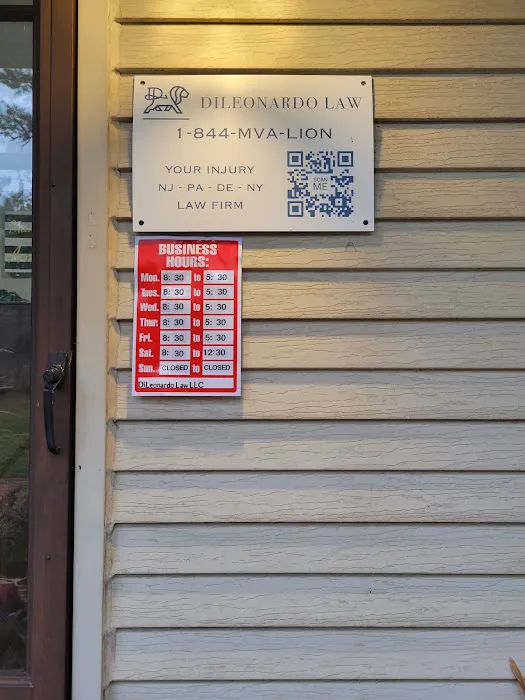 DILEONARDO LAW
1-844-MVA-LION
YOUR INJURY
NJ - PA - DE - NY
LAW FIRM
SCAN
ME
BUSINESS
HOURS:
Mon. 8: 30 to 5: 30
Tues. 8: 30 to 5: 30
Wed. 8: 30 to 5: 30
Thur. 8: 30 to 5: 30
Fri. 8: 30 to 5: 30
Sat. 8: 30 to 12:30
Sun. CLOSED to CLOSED
DiLeonardo Law LLC